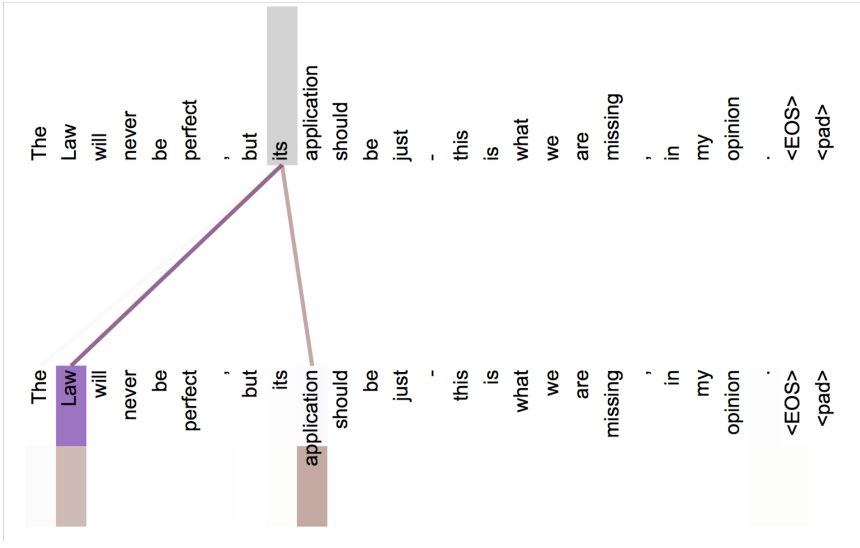 The Law will never be perfect , but its application should be just - this is what we are missing , in my opinion . <EOS> <pad>
The Law will never be perfect , but its application should be just - this is what we are missing , in my opinion . <EOS> <pad>